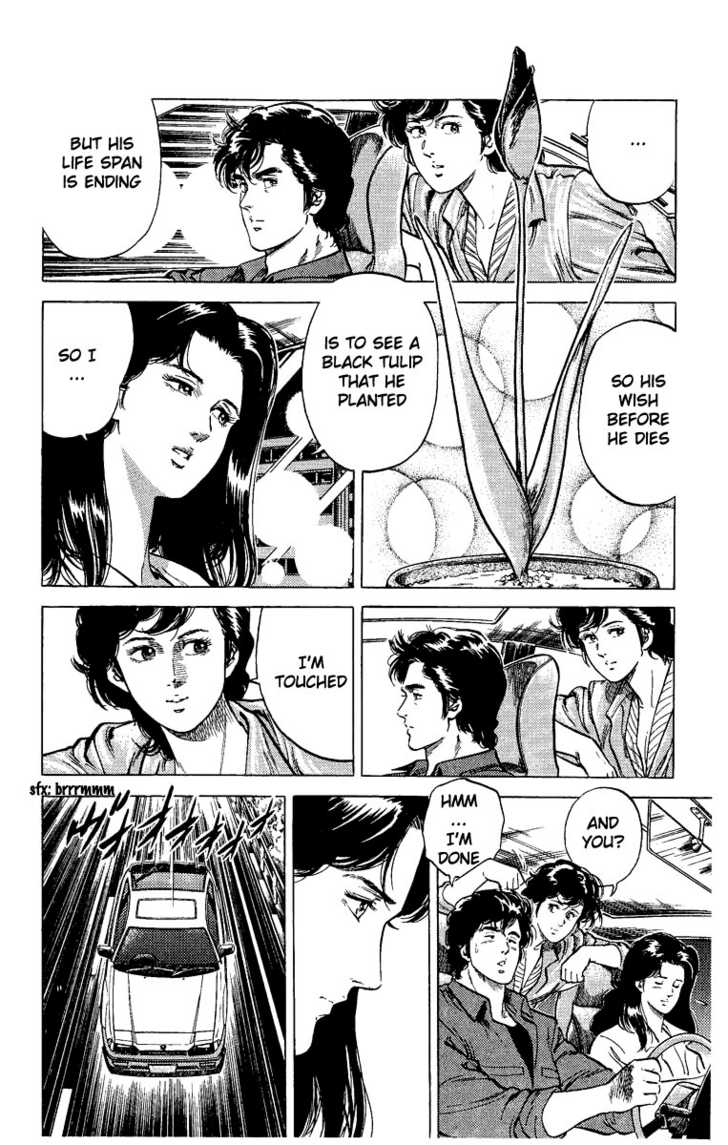 ...
BUT HIS
LIFE SPAN
IS ENDING
SO HIS
WISH
BEFORE
HE DIES
IS TO SEE A
BLACK TULIP
THAT HE
PLANTED
SO I
...
I'M
TOUCHED
AND
YOU?
HMM
...
I'M
DONE
sfx: brrrmmm